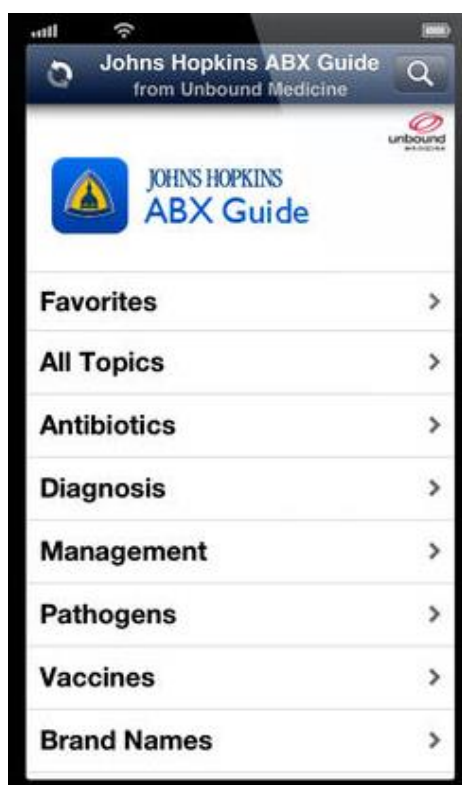 Johns Hopkins ABX Guide
from Unbound Medicine
unbound
MEDICINE
JOHNS HOPKINS
ABX Guide
Favorites
All Topics
Antibiotics
Diagnosis
Management
Pathogens
Vaccines
Brand Names